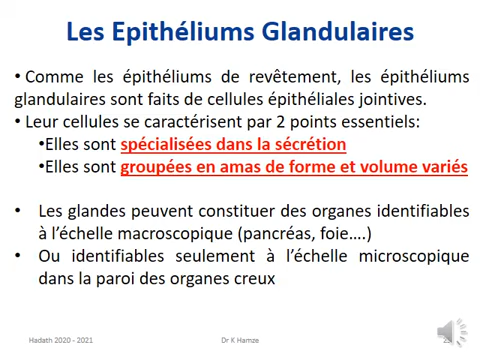 Les Epithéliums Glandulaires
• Comme les épithéliums de revêtement, les épithéliums
glandulaires sont faits de cellules épithéliales jointives.
• Leur cellules se caractérisent par 2 points essentiels:
•Elles sont spécialisées dans la sécrétion
•Elles sont groupées en amas de forme et volume variés
• Les glandes peuvent constituer des organes identifiables
à l'échelle macroscopique (pancréas, foie….)
• Ou identifiables seulement à l'échelle microscopique
dans la paroi des organes creux
Hadath 2020 - 2021
Dr K Hamze